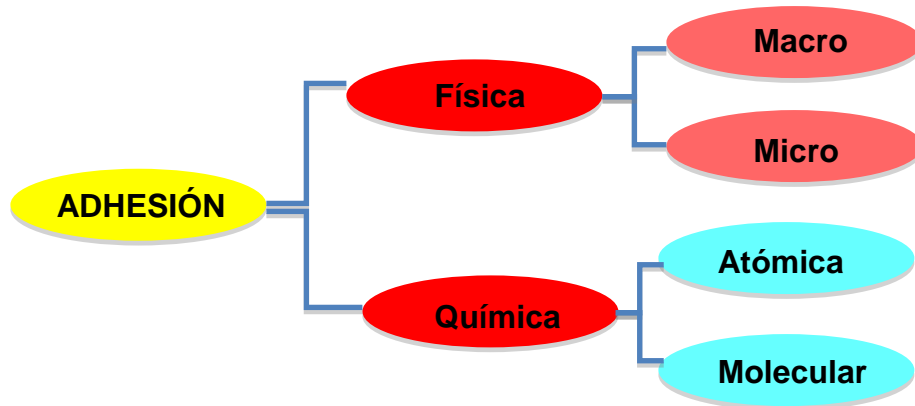 Macro
Física
Micro
ADHESIÓN
Atómica
Química
Molecular